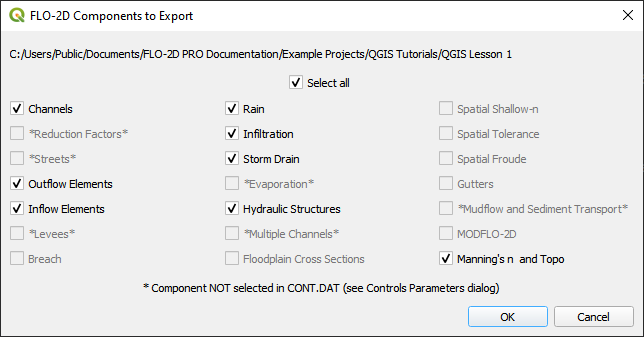 FLO-2D Components to Export
C:/Users/Public/Documents/FLO-2D PRO Documentation/Example Projects/QGIS Tutorials/QGIS Lesson 1
Select all
Channels Rain Spatial Shallow-n
*Reduction Factors* Infiltration Spatial Tolerance
*Streets* Storm Drain Spatial Froude
Outflow Elements *Evaporation* Gutters
Inflow Elements Hydraulic Structures *Mudflow and Sediment Transport*
*Levees* *Multiple Channels* MODFLO-2D
Breach Floodplain Cross Sections Manning's n and Topo
* Component NOT selected in CONT.DAT (see Controls Parameters dialog)
OK Cancel